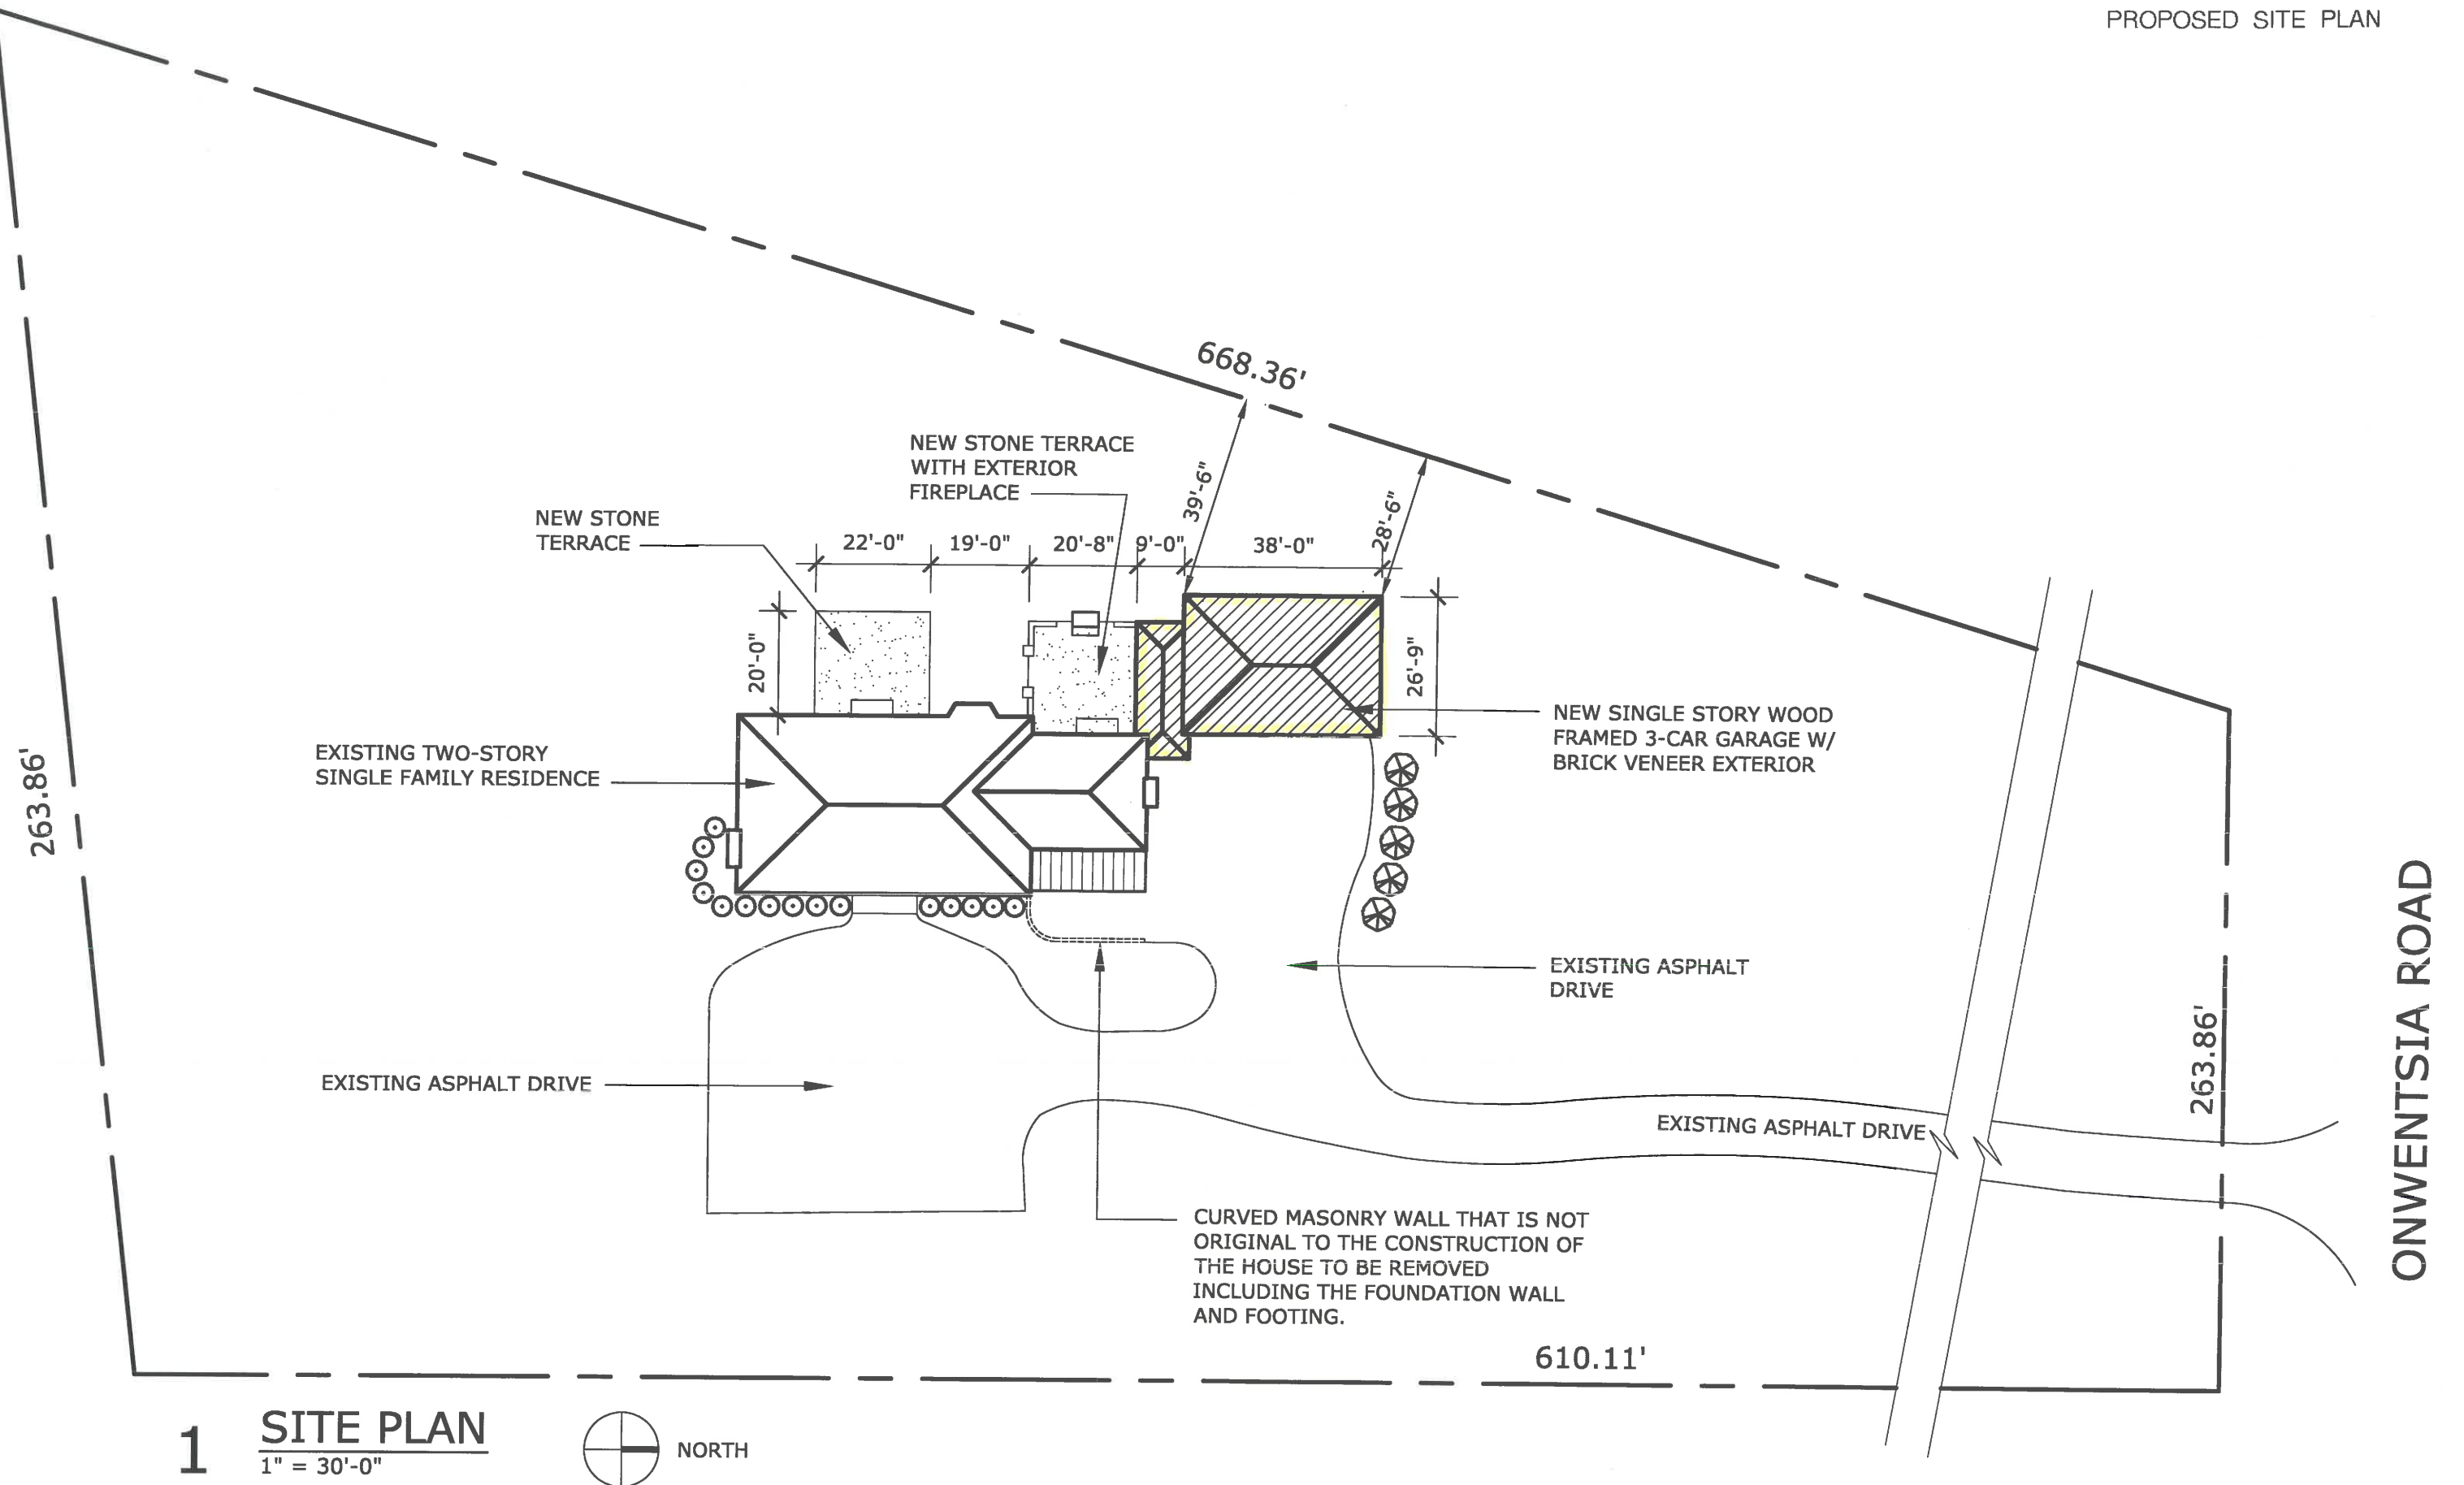 PROPOSED SITE PLAN
668.36'
NEW STONE TERRACE
WITH EXTERIOR
FIREPLACE
39'-6"
28'-6"
NEW STONE
TERRACE
22'-0"
19'-0"
20'-8"
9'-0"
38'-0"
20'-0"
26'-9"
NEW SINGLE STORY WOOD
FRAMED 3-CAR GARAGE W/
BRICK VENEER EXTERIOR
EXISTING TWO-STORY
SINGLE FAMILY RESIDENCE
263.86'
EXISTING ASPHALT
DRIVE
ONWENTSIA ROAD
263.86'
EXISTING ASPHALT DRIVE
EXISTING ASPHALT DRIVE
CURVED MASONRY WALL THAT IS NOT
ORIGINAL TO THE CONSTRUCTION OF
THE HOUSE TO BE REMOVED
INCLUDING THE FOUNDATION WALL
AND FOOTING.
610.11'
1
SITE PLAN
1" = 30'-0"
NORTH